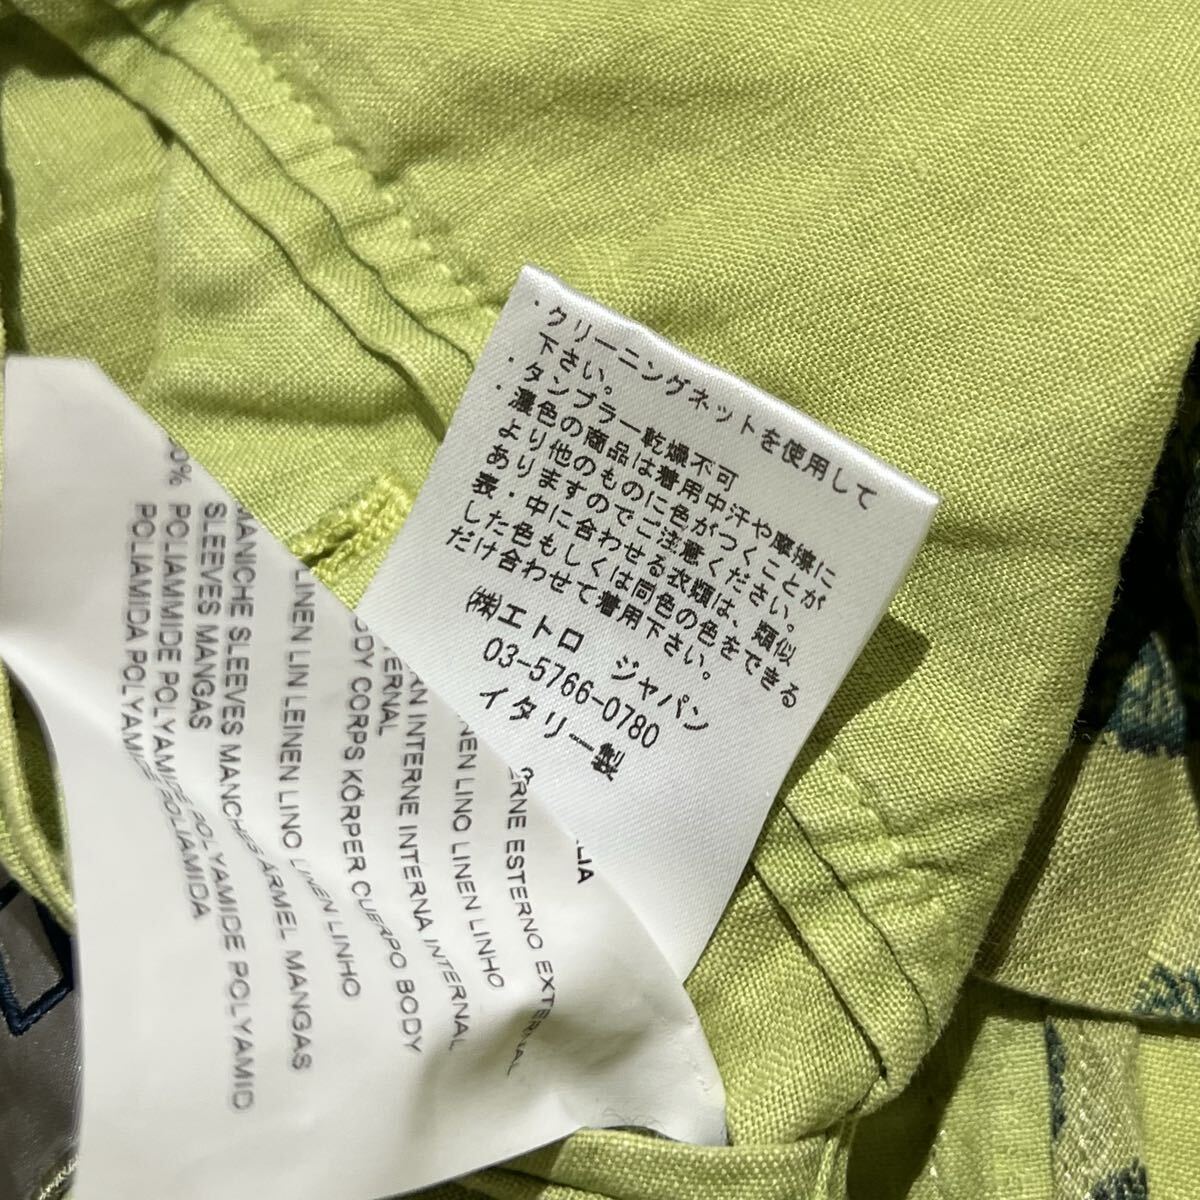 ・クリーニングネットを使用して
下さい。
・タンブラー乾燥不可
・濃色の商品は着用中汗や摩擦に
より他のものに色がつくことが
ありますのでご注意ください。
表・中に合わせる衣類は、類似
した色もしくは同色の色をできる
だけ合わせて着用下さい。
㈱エトロ ジャパン
03-5766-0780
イタリー製
LIA
ERNE ESTERNO EXTERNAL
NEN LINO LINEN LINHO
AN INTERNE INTERNA INTERNAL
ERNAL
ODY CORPS KÖRPER CUERPO BODY
LINEN LIN LEINEN LINO LINEN LINHO
MANICHE SLEEVES MANCHES ÄRMEL MANGAS
SLEEVES MANGAS
0% POLIAMMIDE POLYAMIDE POLYAMIDE POLYAMID
POLIAMIDA POLYAMIDE POLIAMIDA